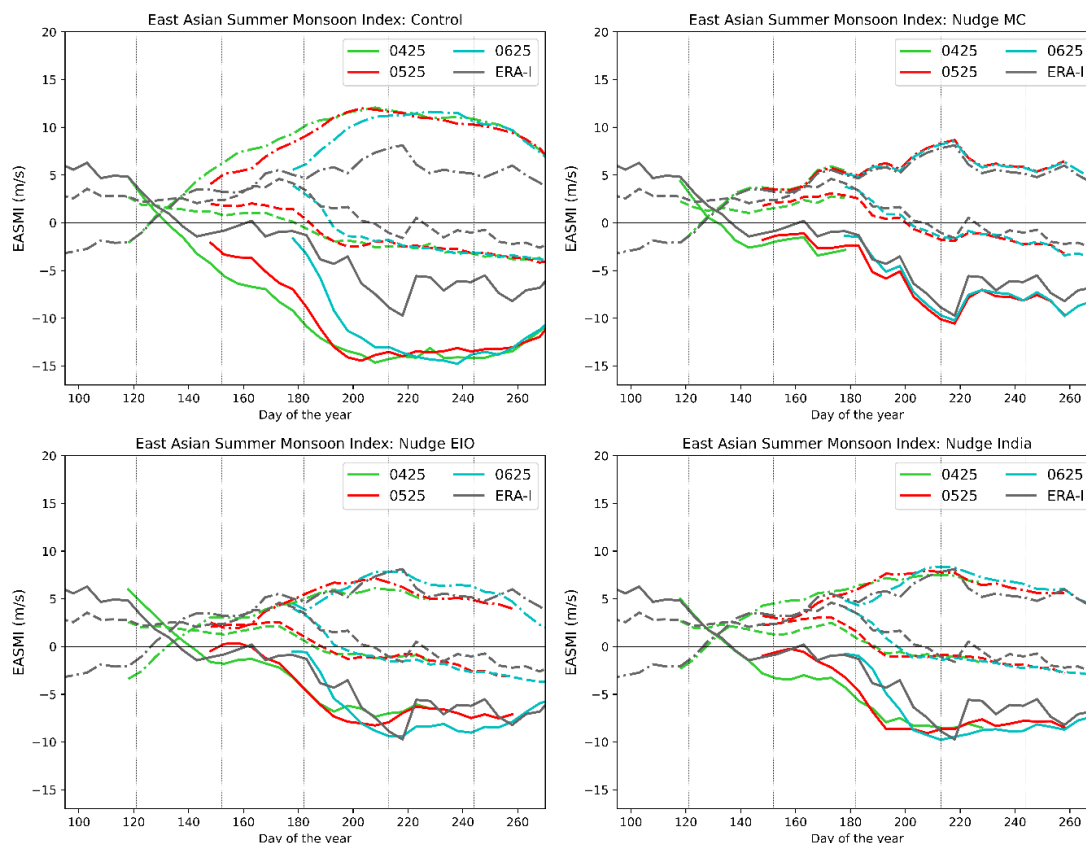 East Asian Summer Monsoon Index: Control
0425
0625
0525
ERA-I
20
15
10
5
0
−5
−10
−15
EASMI (m/s)
100 120 140 160 180 200 220 240 260
Day of the year
East Asian Summer Monsoon Index: Nudge MC
0425
0625
0525
ERA-I
20
15
10
5
0
−5
−10
−15
EASMI (m/s)
100 120 140 160 180 200 220 240 260
Day of the year
East Asian Summer Monsoon Index: Nudge EIO
0425
0625
0525
ERA-I
20
15
10
5
0
−5
−10
−15
EASMI (m/s)
100 120 140 160 180 200 220 240 260
Day of the year
East Asian Summer Monsoon Index: Nudge India
0425
0625
0525
ERA-I
20
15
10
5
0
−5
−10
−15
EASMI (m/s)
100 120 140 160 180 200 220 240 260
Day of the year